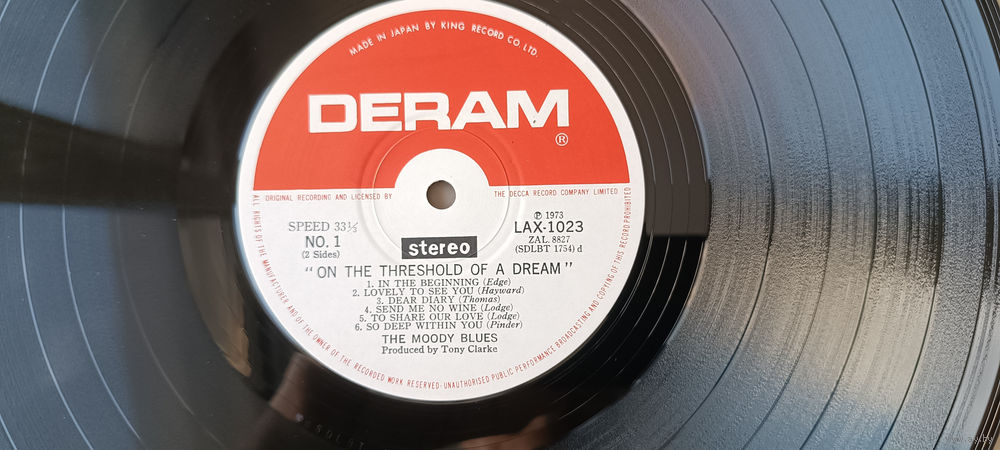 MADE IN JAPAN BY KING RECORD CO. LTD.
DERAM
®
ORIGINAL RECORDING AND LICENSED BY
THE DECCA RECORD COMPANY LIMITED
ALL RIGHTS OF THE MANUFACTURER AND OF THE OWNER OF THE RECORDED WORK RESERVED·UNAUTHORISED PUBLIC PERFORMANCE BROADCASTING AND COPYING OF THIS RECORD PROHIBITED
SPEED 33⅓
NO. 1
(2 Sides)
stereo
℗ 1973
LAX-1023
ZAL. 8827
(SDLBT 1754) d
"ON THE THRESHOLD OF A DREAM"
1. IN THE BEGINNING (Edge)
2. LOVELY TO SEE YOU (Hayward)
3. DEAR DIARY (Thomas)
4. SEND ME NO WINE (Lodge)
5. TO SHARE OUR LOVE (Lodge)
6. SO DEEP WITHIN YOU (Pinder)
THE MOODY BLUES
Produced by Tony Clarke